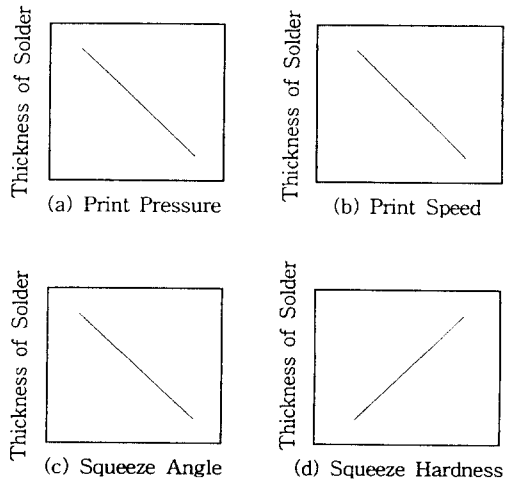 Thickness of Solder
(a) Print Pressure
Thickness of Solder
(b) Print Speed
Thickness of Solder
(c) Squeeze Angle
Thickness of Solder
(d) Squeeze Hardness